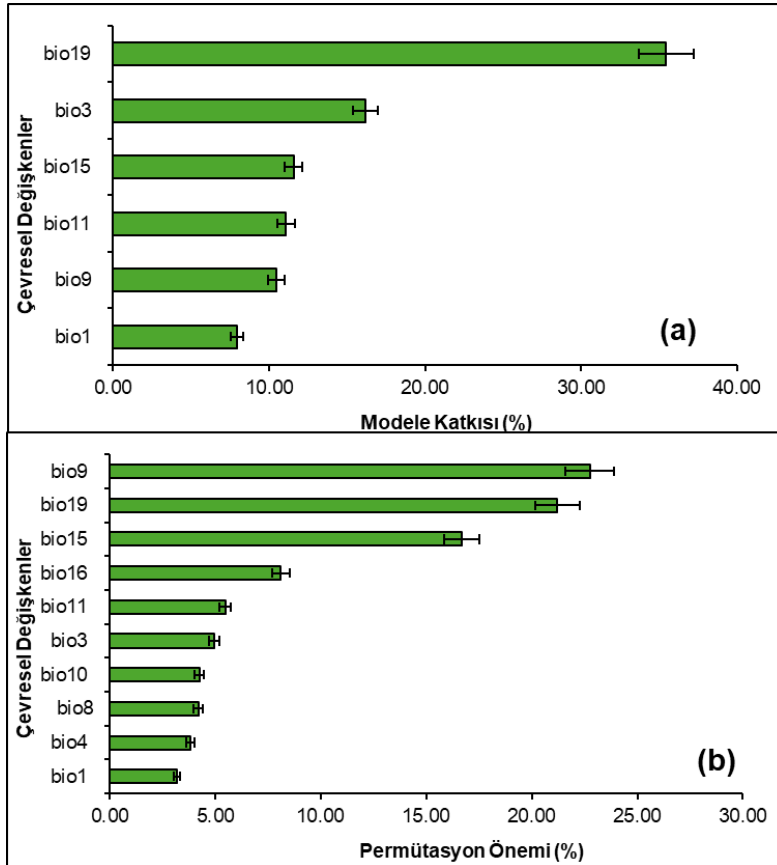 Çevresel Değişkenler
bio19
bio3
bio15
bio11
bio9
bio1
(a)
0.00 10.00 20.00 30.00 40.00
Modele Katkısı (%)
Çevresel Değişkenler
bio9
bio19
bio15
bio16
bio11
bio3
bio10
bio8
bio4
bio1
(b)
0.00 5.00 10.00 15.00 20.00 25.00 30.00
Permütasyon Önemi (%)